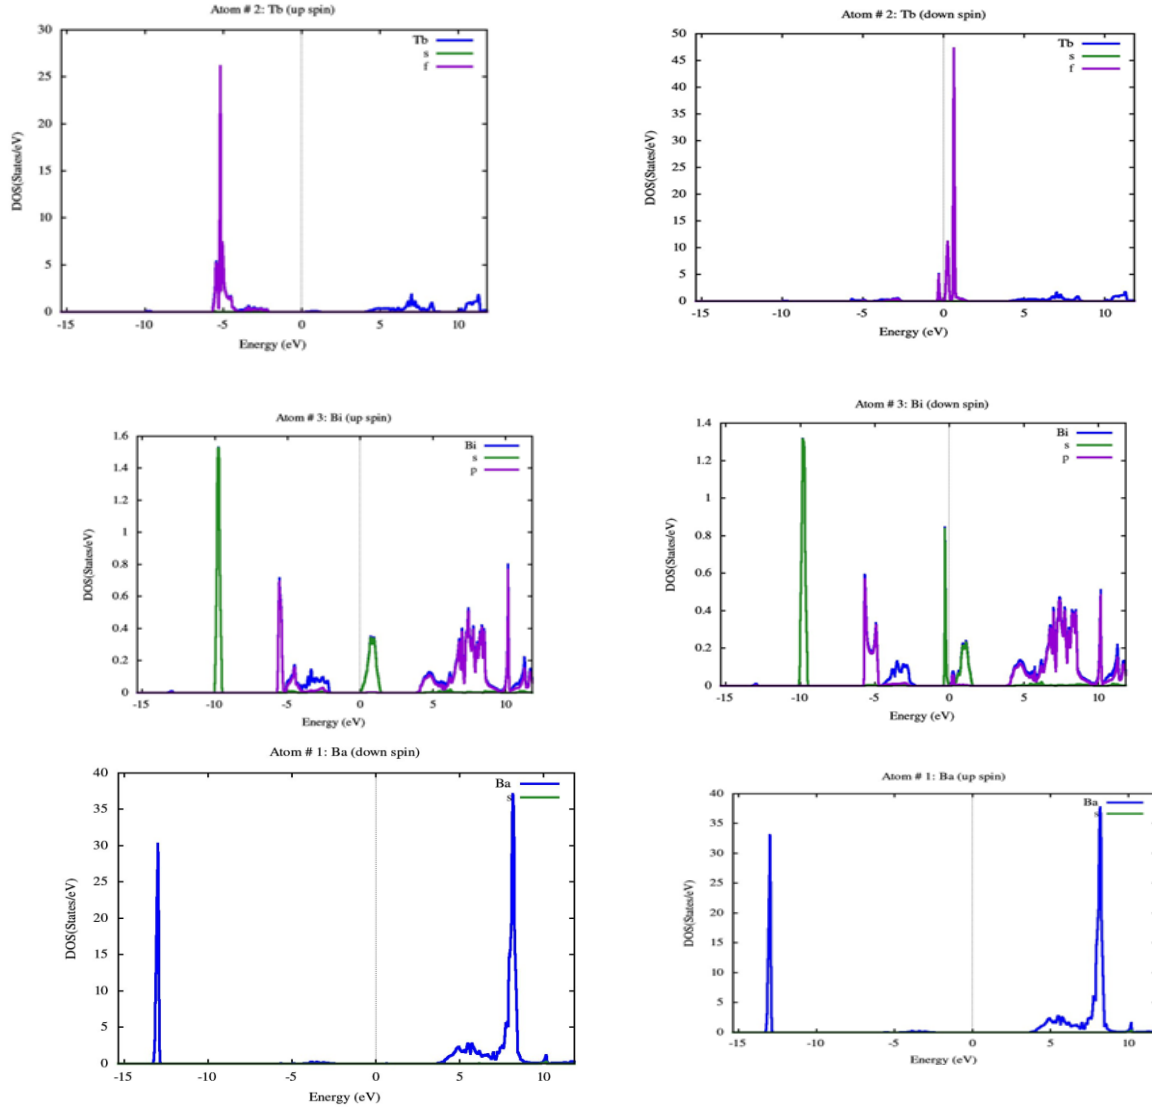 Atom # 2: Tb (up spin)
Tb
s
f
30
25
20
15
10
5
0
DOS(States/eV)
-15 -10 -5 0 5 10
Energy (eV)
Atom # 2: Tb (down spin)
Tb
s
f
50
45
40
35
30
25
20
15
10
5
0
DOS(States/eV)
-15 -10 -5 0 5 10
Energy (eV)
Atom # 3: Bi (up spin)
Bi
s
p
1.6
1.4
1.2
1
0.8
0.6
0.4
0.2
0
DOS(States/eV)
-15 -10 -5 0 5 10
Energy (eV)
Atom # 3: Bi (down spin)
Bi
s
p
1.4
1.2
1
0.8
0.6
0.4
0.2
0
DOS(States/eV)
-15 -10 -5 0 5 10
Energy (eV)
Atom # 1: Ba (down spin)
Ba
s
40
35
30
25
20
15
10
5
0
DOS(States/eV)
-15 -10 -5 0 5 10
Energy (eV)
Atom # 1: Ba (up spin)
Ba
s
40
35
30
25
20
15
10
5
0
DOS(States/eV)
-15 -10 -5 0 5 10
Energy (eV)